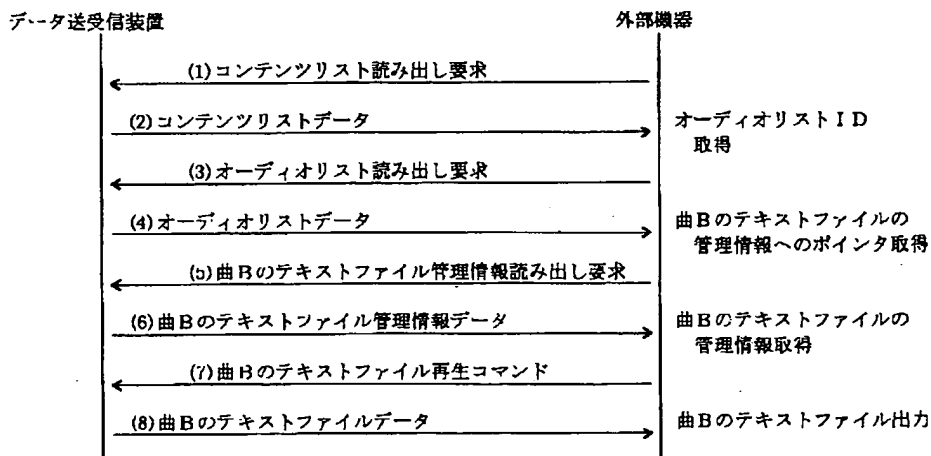 データ送受信装置
外部機器
(1)コンテンツリスト読み出し要求
(2)コンテンツリストデータ
オーディオリストID
取得
(3)オーディオリスト読み出し要求
(4)オーディオリストデータ
曲Bのテキストファイルの
管理情報へのポインタ取得
(5)曲Bのテキストファイル管理情報読み出し要求
(6)曲Bのテキストファイル管理情報データ
曲Bのテキストファイルの
管理情報取得
(7)曲Bのテキストファイル再生コマンド
(8)曲Bのテキストファイルデータ
曲Bのテキストファイル出力